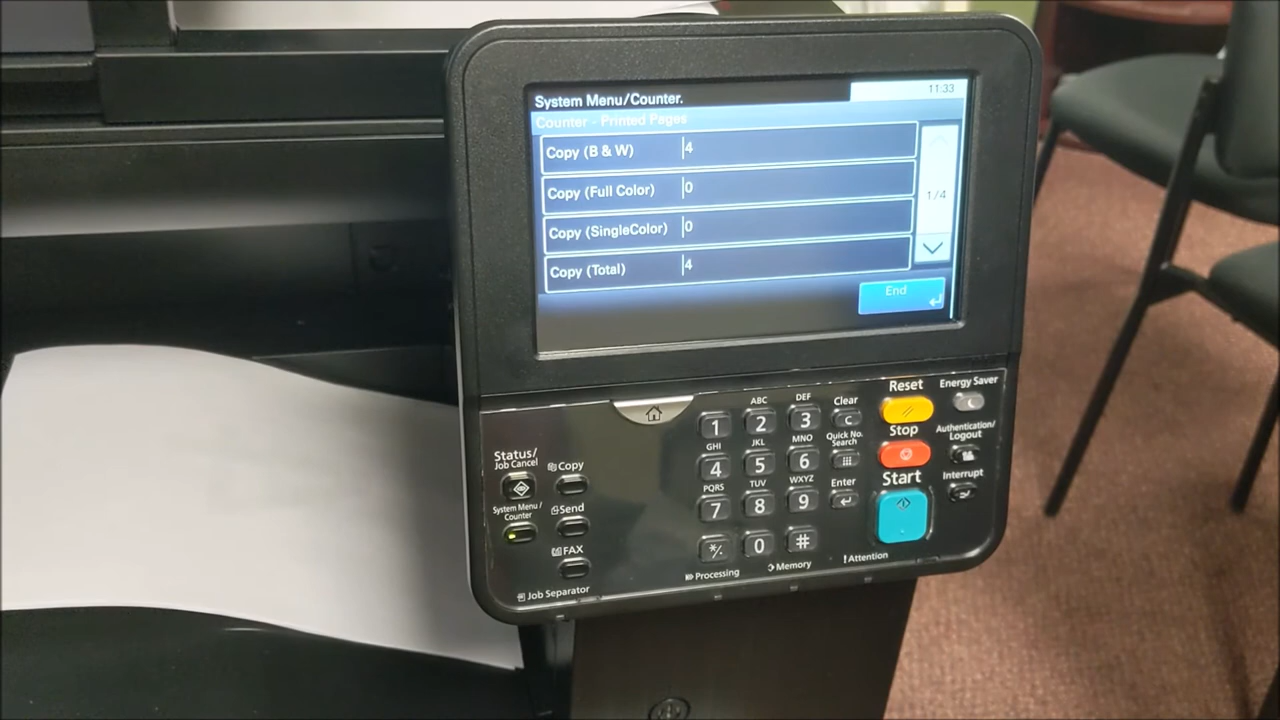 11:33
System Menu/Counter.
Counter - Printed Pages
Copy (B & W) 4
Copy (Full Color) 0
1/4
Copy (SingleColor) 0
Copy (Total) 4
End
Reset
Energy Saver
ABC
DEF
Clear
1 2 3 C
Stop
Authentication/
Logout
GHI
JKL
MNO
Quick No.
Search
Status/
Job Cancel
Copy
4 5 6
Start
Interrupt
PQRS
TUV
WXYZ
Enter
System Menu /
Counter
Send
7 8 9
FAX
*/. 0 #
Processing
Memory
Attention
Job Separator